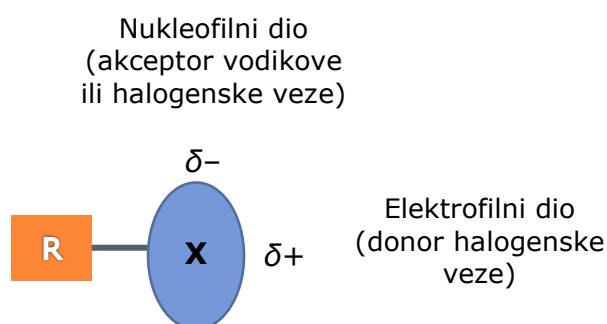 Nukleofilni dio
(akceptor vodikove
ili halogenske veze)
δ–
R
X
δ+
Elektrofilni dio
(donor halogenske
veze)